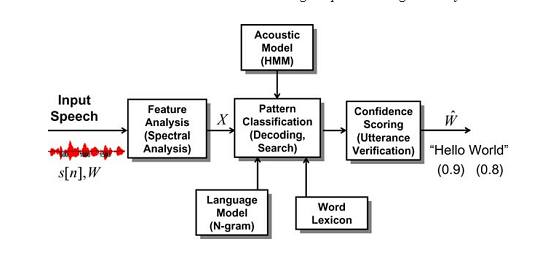 Acoustic
Model
(HMM)
Input
Speech
s[n],W
Feature
Analysis
(Spectral
Analysis)
X
Pattern
Classification
(Decoding,
Search)
Confidence
Scoring
(Utterance
Verification)
Ŵ
“Hello World”
(0.9) (0.8)
Language
Model
(N-gram)
Word
Lexicon